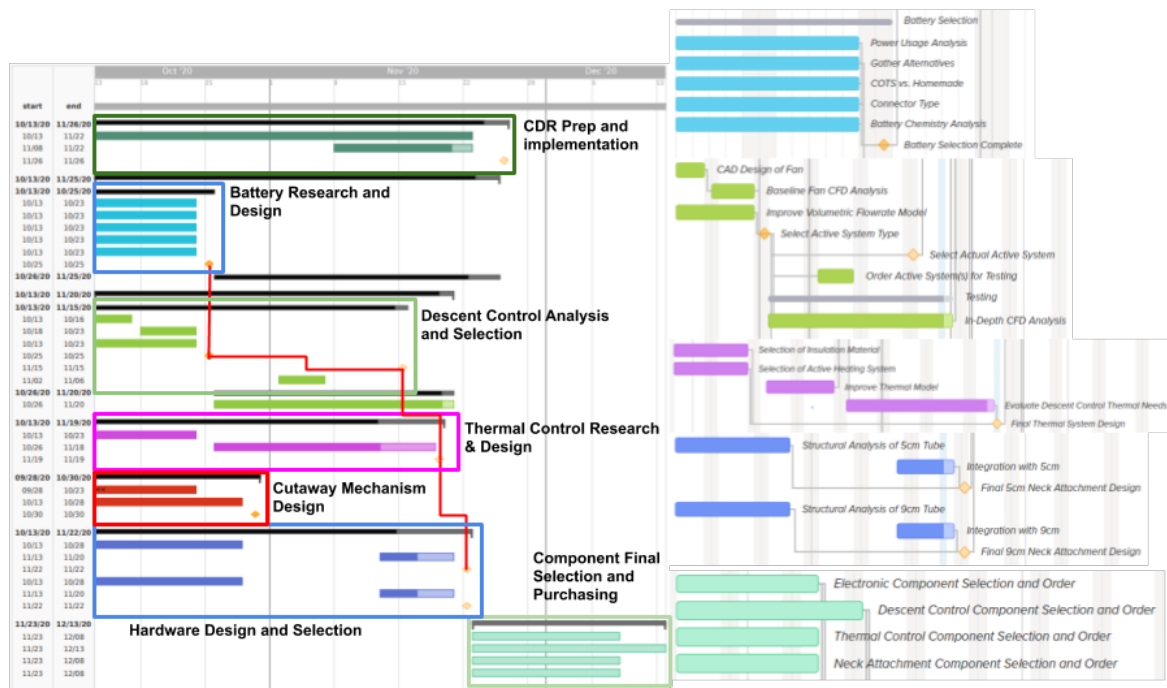 Oct '20
Nov '20
Dec '20
start end
10/13/20 11/26/20
10/13 11/22
11/08 11/22
11/26 11/26
CDR Prep and
implementation
10/13/20 11/25/20
10/13/20 10/25/20
10/13 10/23
10/13 10/23
10/13 10/23
10/13 10/23
10/13 10/23
10/25 10/25
Battery Research and
Design
10/26/20 11/25/20
10/13/20 11/20/20
10/13/20 11/15/20
10/13 10/16
10/18 10/23
10/13 10/23
10/25 10/25
11/15 11/15
11/02 11/06
Descent Control Analysis
and Selection
10/26/20 11/20/20
10/26 11/20
10/13/20 11/19/20
10/13 10/23
10/26 11/18
11/19 11/19
Thermal Control Research
& Design
09/28/20 10/30/20
09/28 10/23
10/13 10/28
10/30 10/30
Cutaway Mechanism
Design
10/13/20 11/22/20
10/13 10/28
11/13 11/20
11/22 11/22
10/13 10/28
11/13 11/20
11/22 11/22
Hardware Design and Selection
Component Final
Selection and
Purchasing
11/23/20 12/13/20
11/23 12/08
11/23 12/13
11/23 12/08
11/23 12/08
Battery Selection
Power Usage Analysis
Gather Alternatives
COTS vs. Homemade
Connector Type
Battery Chemistry Analysis
Battery Selection Complete
CAD Design of Fan
Baseline Fan CFD Analysis
Improve Volumetric Flowrate Model
Select Active System Type
Select Actual Active System
Order Active System(s) for Testing
Testing
In-Depth CFD Analysis
Selection of Insulation Material
Selection of Active Heating System
Improve Thermal Model
Evaluate Descent Control Thermal Needs
Final Thermal System Design
Structural Analysis of 5cm Tube
Integration with 5cm
Final 5cm Neck Attachment Design
Structural Analysis of 9cm Tube
Integration with 9cm
Final 9cm Neck Attachment Design
Electronic Component Selection and Order
Descent Control Component Selection and Order
Thermal Control Component Selection and Order
Neck Attachment Component Selection and Order